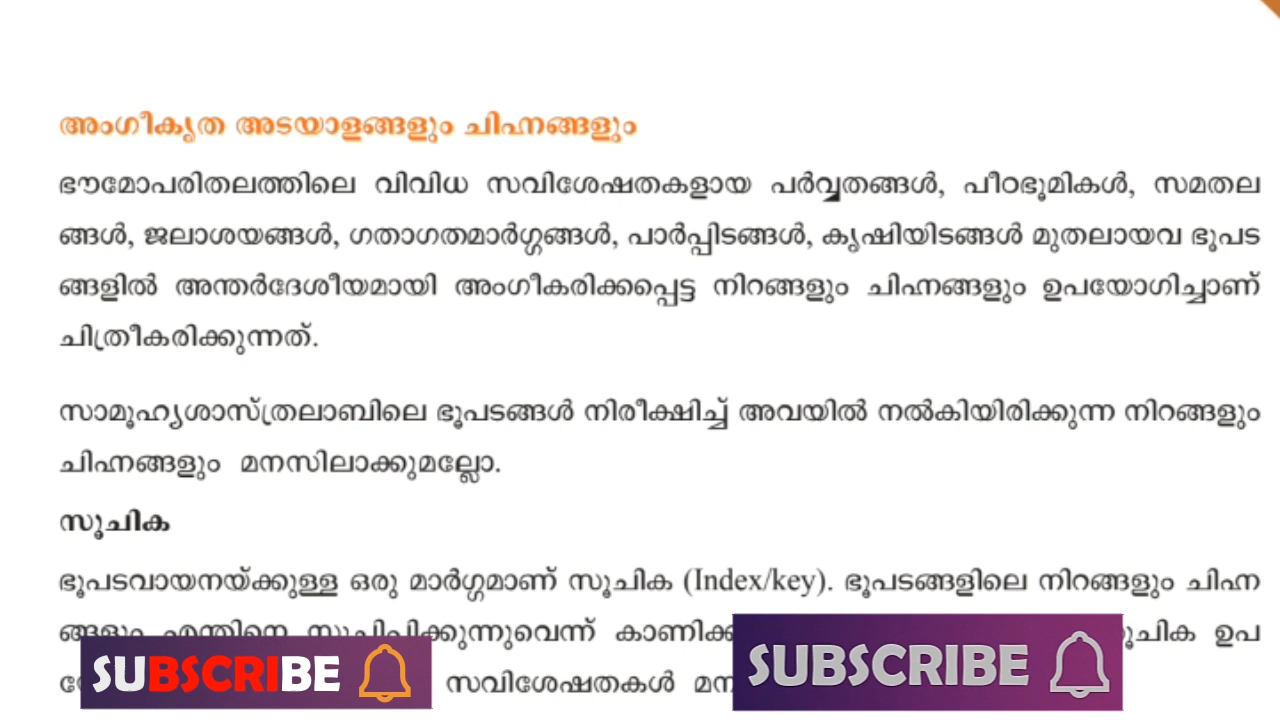 അംഗീകൃത അടയാളങ്ങളും ചിഹ്നങ്ങളും
ഭൗമോപരിതലത്തിലെ വിവിധ സവിശേഷതകളായ പർവ്വതങ്ങൾ, പീഠഭൂമികൾ, സമതല
ങ്ങൾ, ജലാശയങ്ങൾ, ഗതാഗതമാർഗ്ഗങ്ങൾ, പാർപ്പിടങ്ങൾ, കൃഷിയിടങ്ങൾ മുതലായവ ഭൂപട
ങ്ങളിൽ അന്തർദേശീയമായി അംഗീകരിക്കപ്പെട്ട നിറങ്ങളും ചിഹ്നങ്ങളും ഉപയോഗിച്ചാണ്
ചിത്രീകരിക്കുന്നത്.
സാമൂഹ്യശാസ്ത്രലാബിലെ ഭൂപടങ്ങൾ നിരീക്ഷിച്ച് അവയിൽ നൽകിയിരിക്കുന്ന നിറങ്ങളും
ചിഹ്നങ്ങളും മനസിലാക്കുമല്ലോ.
സൂചിക
ഭൂപടവായനയ്ക്കുള്ള ഒരു മാർഗ്ഗമാണ് സൂചിക (Index/key). ഭൂപടങ്ങളിലെ നിറങ്ങളും ചിഹ്ന
ങ്ങളും എന്തിനെ സൂചിപ്പിക്കുന്നുവെന്ന് ഉപ
സവിശേഷതകൾ
SUBSCRIBE
SUBSCRIBE